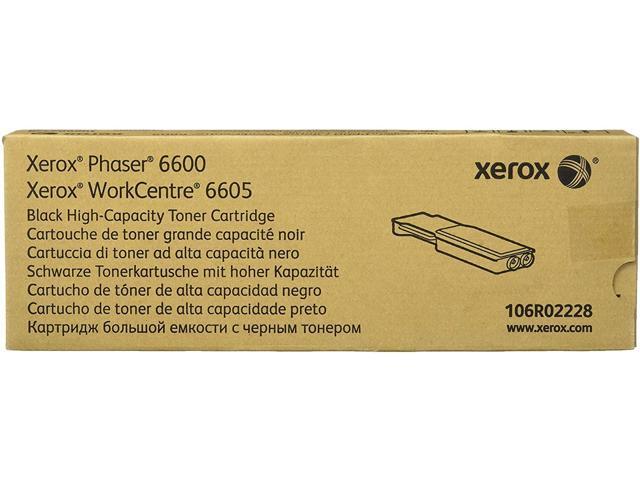 Xerox® Phaser® 6600
Xerox® WorkCentre® 6605
Black High-Capacity Toner Cartridge
Cartouche de toner grande capacité noir
Cartuccia di toner ad alta capacità nero
Schwarze Tonerkartusche mit hoher Kapazität
Cartucho de tóner de alta capacidad negro
Cartucho de toner de alta capacidade preto
Картридж большой емкости с черным тонером
xerox
106R02228
www.xerox.com